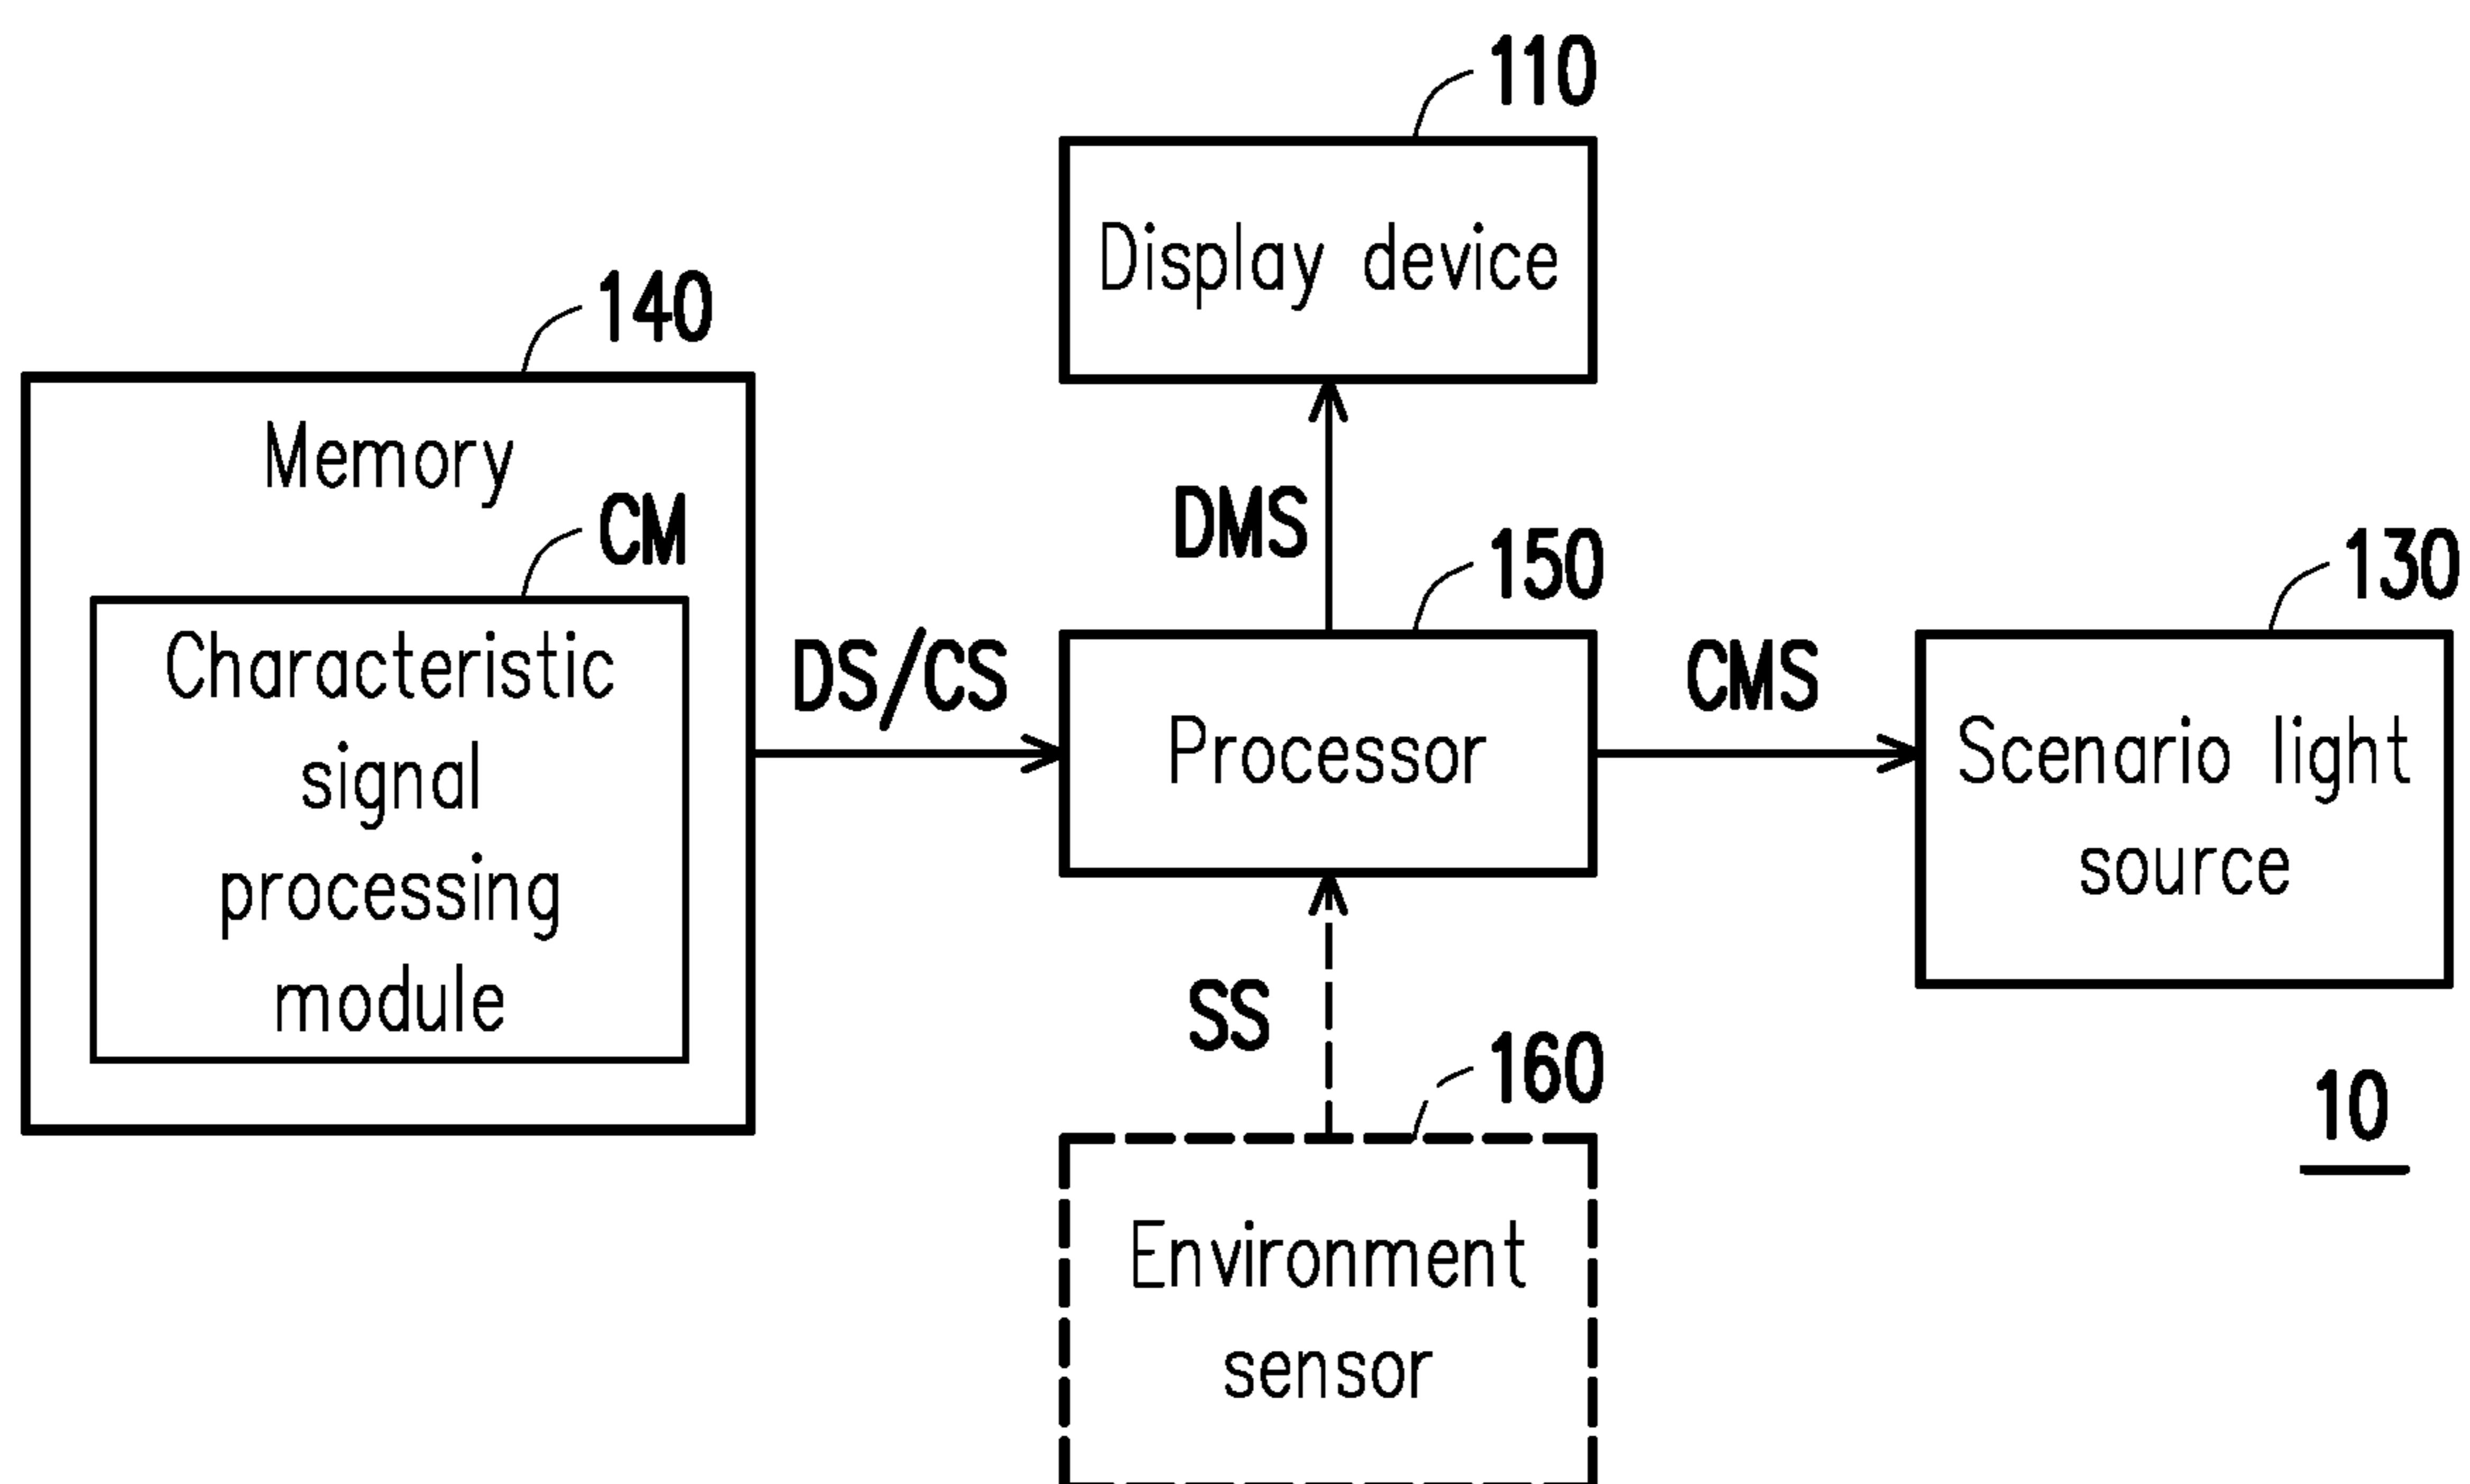 110
Display device
140
Memory
CM
Characteristic
signal
processing
module
DMS
DS/CS
150
Processor
CMS
130
Scenario light
source
SS
160
Environment
sensor
10